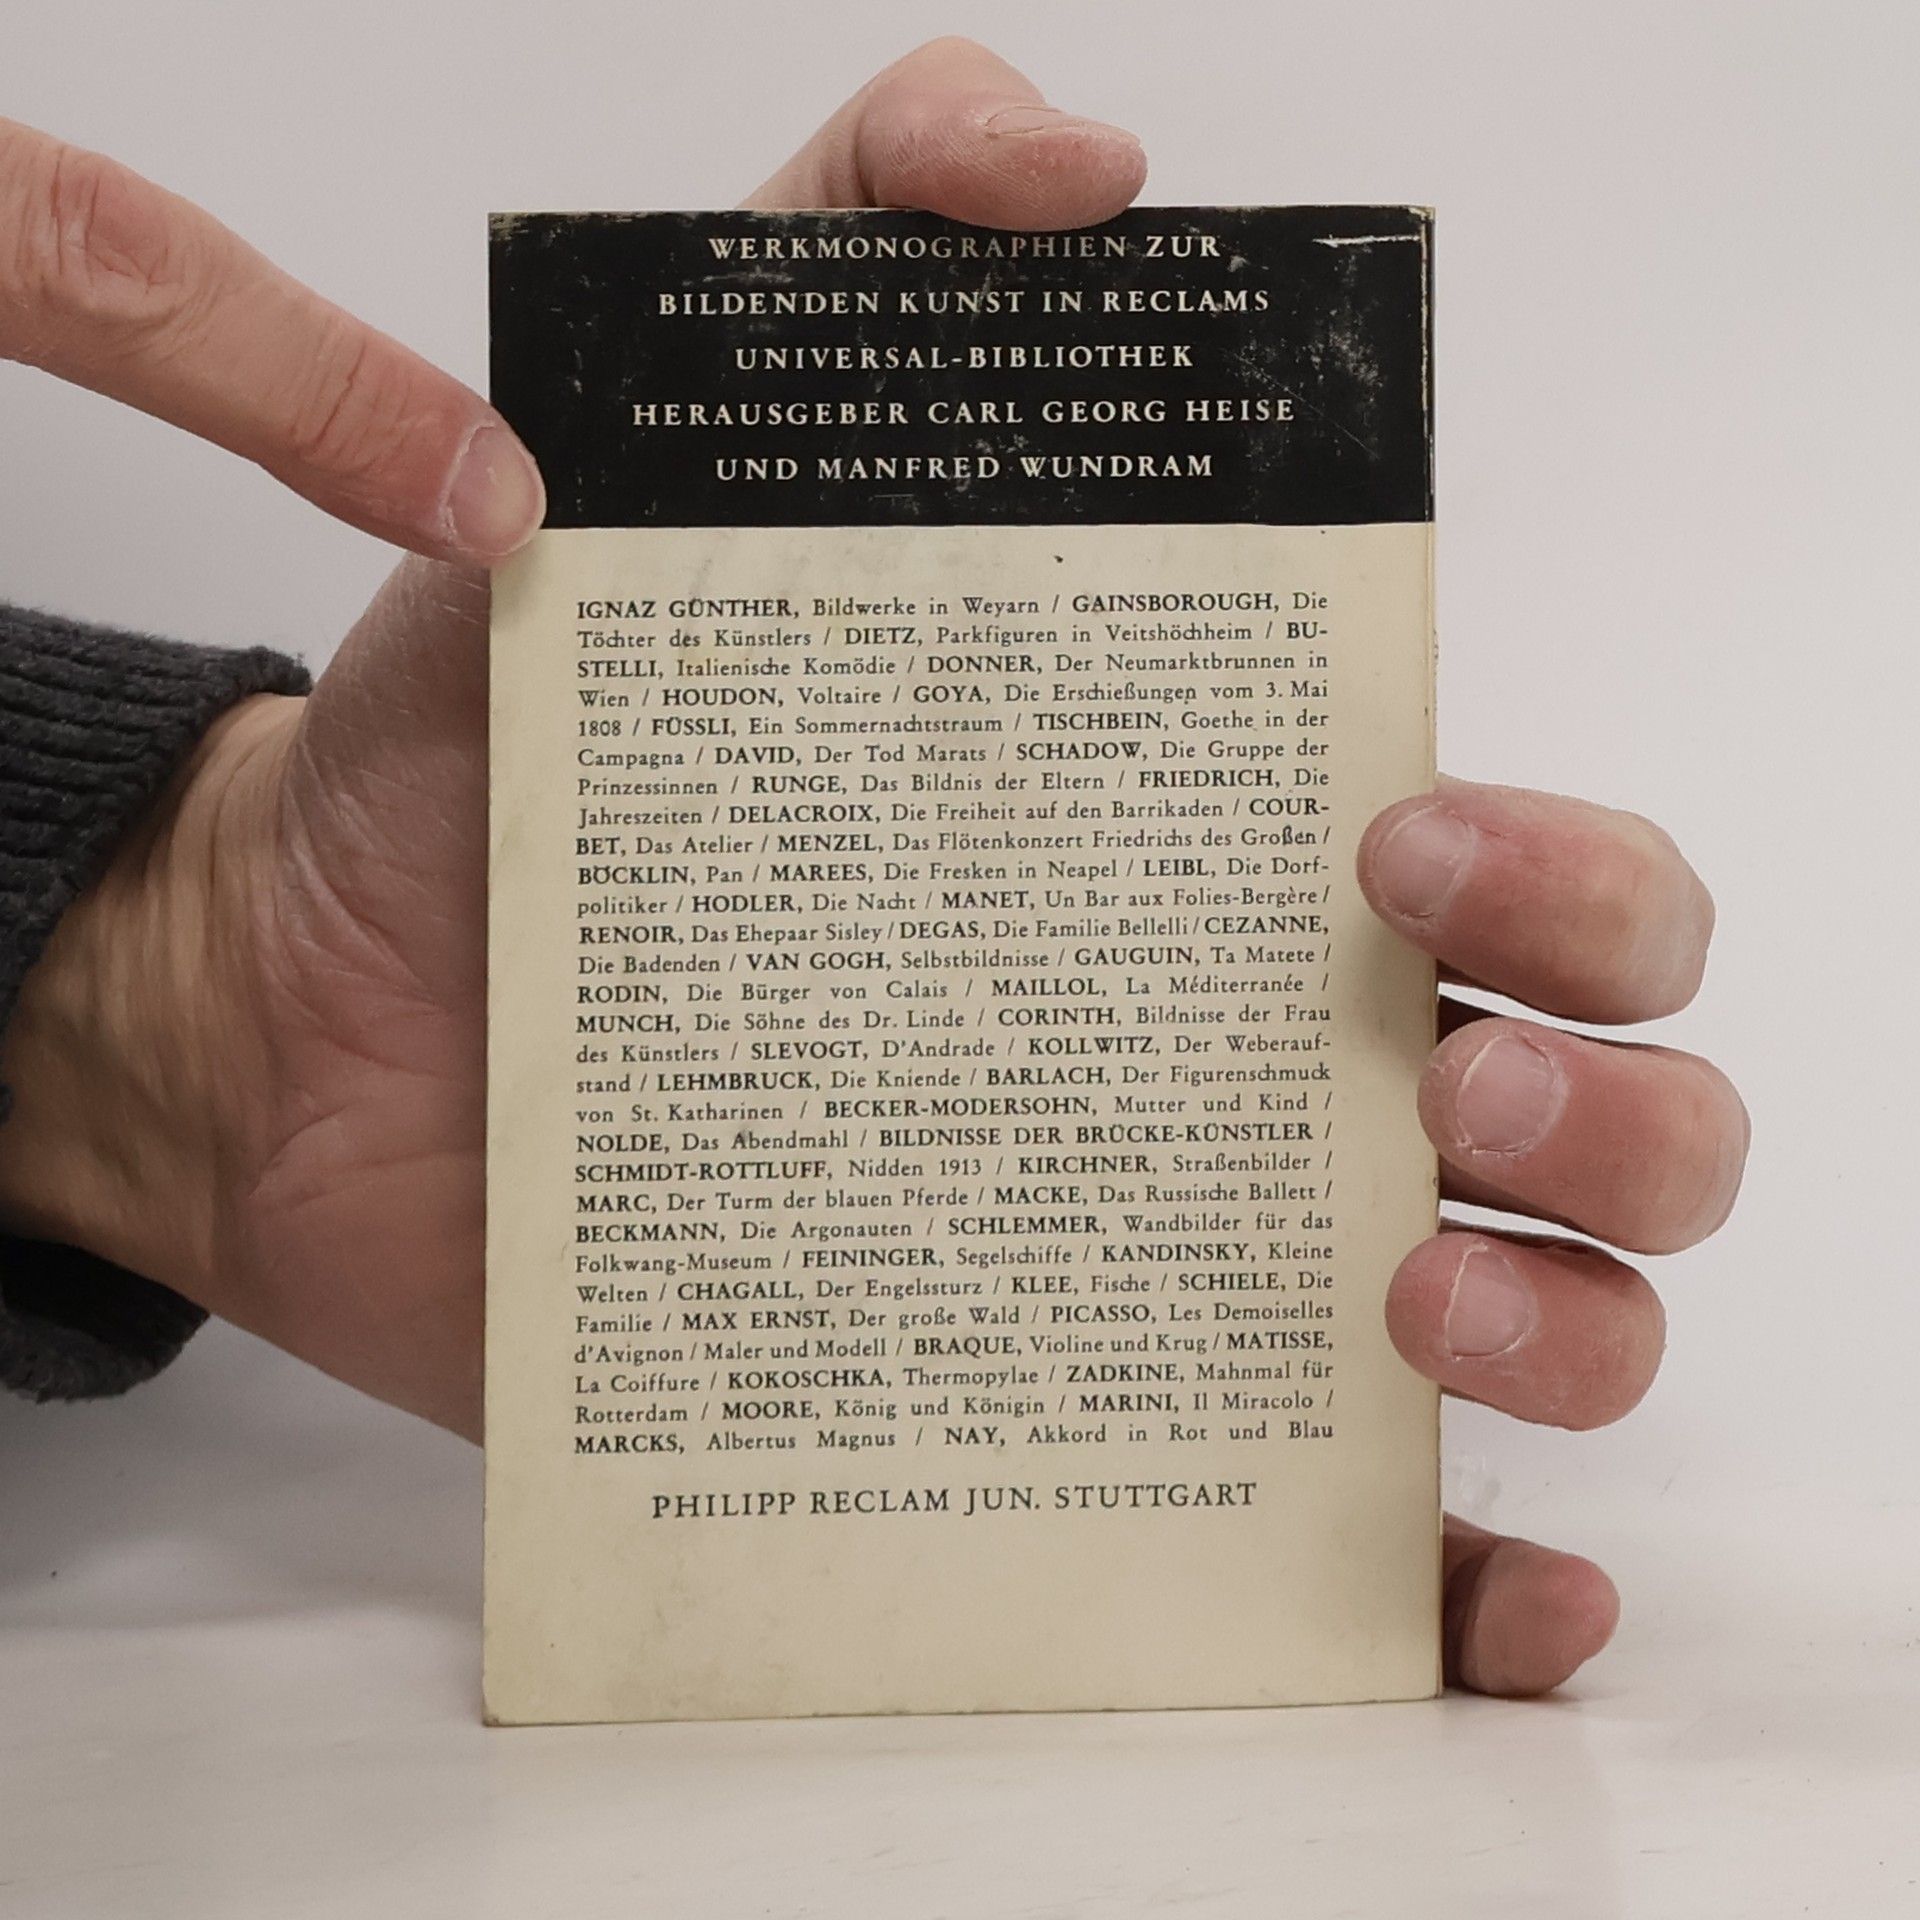 WERKMONOGRAPHIEN ZUR
BILDENDEN KUNST IN RECLAMS
UNIVERSAL-BIBLIOTHEK
HERAUSGEBER CARL GEORG HEISE
UND MANFRED WUNDRAM
IGNAZ GÜNTHER, Bildwerke in Weyarn / GAINSBOROUGH, Die
Töchter des Künstlers / DIETZ, Parkfiguren in Veitshöchheim / BU-
STELLI, Italienische Komödie / DONNER, Der Neumarktbrunnen in
Wien / HOUDON, Voltaire / GOYA, Die Erschießungen vom 3. Mai
1808 / FÜSSLI, Ein Sommernachtstraum / TISCHBEIN, Goethe in der
Campagna / DAVID, Der Tod Marats / SCHADOW, Die Gruppe der
Prinzessinnen / RUNGE, Das Bildnis der Eltern / FRIEDRICH, Die
Jahreszeiten / DELACROIX, Die Freiheit auf den Barrikaden / COUR-
BET, Das Atelier / MENZEL, Das Flötenkonzert Friedrichs des Großen /
BÖCKLIN, Pan / MAREES, Die Fresken in Neapel / LEIBL, Die Dorf-
politiker / HODLER, Die Nacht / MANET, Un Bar aux Folies-Bergère /
RENOIR, Das Ehepaar Sisley / DEGAS, Die Familie Bellelli / CEZANNE,
Die Badenden / VAN GOGH, Selbstbildnisse / GAUGUIN, Ta Matete /
RODIN, Die Bürger von Calais / MAILLOL, La Méditerranée /
MUNCH, Die Söhne des Dr. Linde / CORINTH, Bildnisse der Frau
des Künstlers / SLEVOGT, D'Andrade / KOLLWITZ, Der Weberauf-
stand / LEHMBRUCK, Die Kniende / BARLACH, Der Figurenschmuck
von St. Katharinen / BECKER-MODERSOHN, Mutter und Kind /
NOLDE, Das Abendmahl / BILDNISSE DER BRÜCKE-KÜNSTLER /
SCHMIDT-ROTTLUFF, Nidden 1913 / KIRCHNER, Straßenbilder /
MARC, Der Turm der blauen Pferde / MACKE, Das Russische Ballett /
BECKMANN, Die Argonauten / SCHLEMMER, Wandbilder für das
Folkwang-Museum / FEININGER, Segelschiffe / KANDINSKY, Kleine
Welten / CHAGALL, Der Engelssturz / KLEE, Fische / SCHIELE, Die
Familie / MAX ERNST, Der große Wald / PICASSO, Les Demoiselles
d'Avignon / Maler und Modell / BRAQUE, Violine und Krug / MATISSE,
La Coiffure / KOKOSCHKA, Thermopylae / ZADKINE, Mahnmal für
Rotterdam / MOORE, König und Königin / MARINI, Il Miracolo /
MARCKS, Albertus Magnus / NAY, Akkord in Rot und Blau
PHILIPP RECLAM JUN. STUTTGART